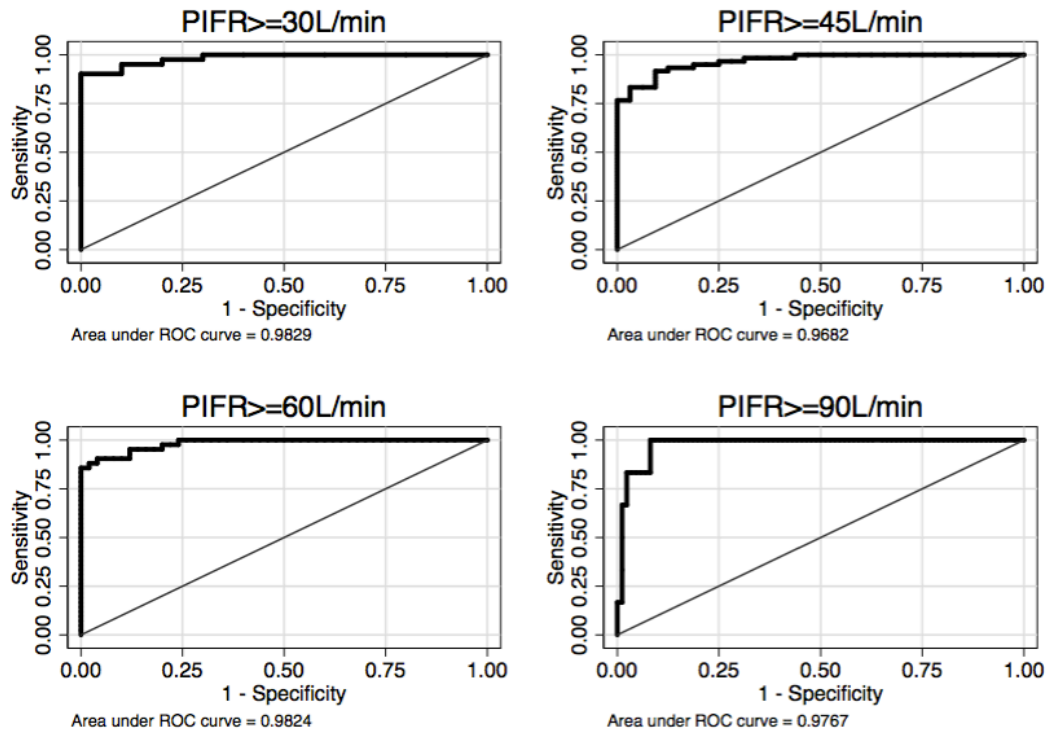 PIFR>=30L/min
Sensitivity
1.00
0.75
0.50
0.25
0.00
0.00 0.25 0.50 0.75 1.00
1 - Specificity
Area under ROC curve = 0.9829
PIFR>=45L/min
Sensitivity
1.00
0.75
0.50
0.25
0.00
0.00 0.25 0.50 0.75 1.00
1 - Specificity
Area under ROC curve = 0.9682
PIFR>=60L/min
Sensitivity
1.00
0.75
0.50
0.25
0.00
0.00 0.25 0.50 0.75 1.00
1 - Specificity
Area under ROC curve = 0.9824
PIFR>=90L/min
Sensitivity
1.00
0.75
0.50
0.25
0.00
0.00 0.25 0.50 0.75 1.00
1 - Specificity
Area under ROC curve = 0.9767